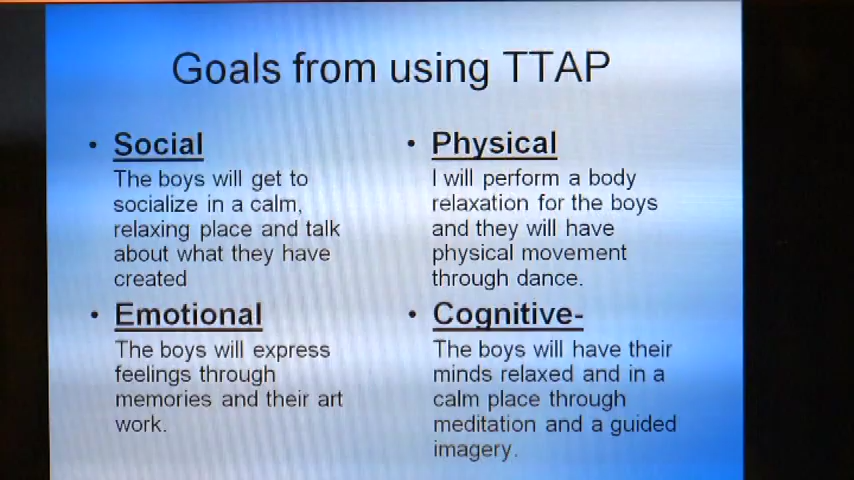 Goals from using TTAP
• Social
The boys will get to
socialize in a calm,
relaxing place and talk
about what they have
created
• Emotional
The boys will express
feelings through
memories and their art
work.
• Physical
I will perform a body
relaxation for the boys
and they will have
physical movement
through dance.
• Cognitive-
The boys will have their
minds relaxed and in a
calm place through
meditation and a guided
imagery.